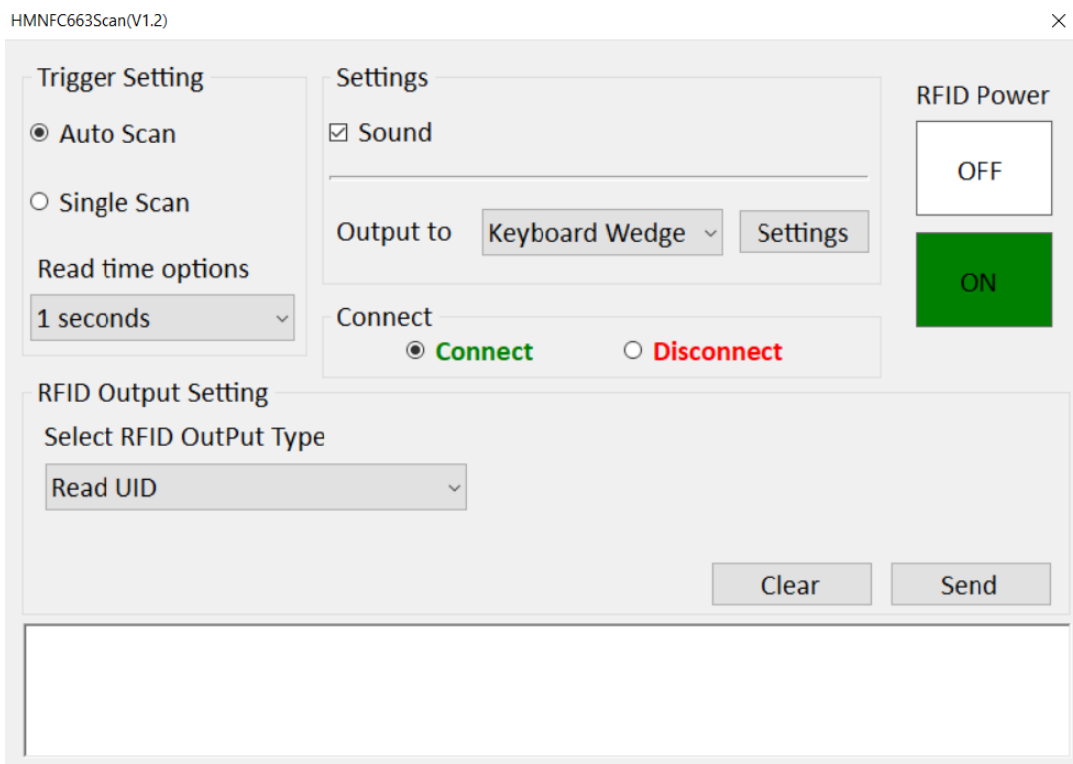 HMNFC663Scan(V1.2)
Trigger Setting
Auto Scan
Single Scan
Read time options
1 seconds
Settings
Sound
Output to Keyboard Wedge Settings
Connect
Connect Disconnect
RFID Power
OFF
ON
RFID Output Setting
Select RFID OutPut Type
Read UID
Clear Send